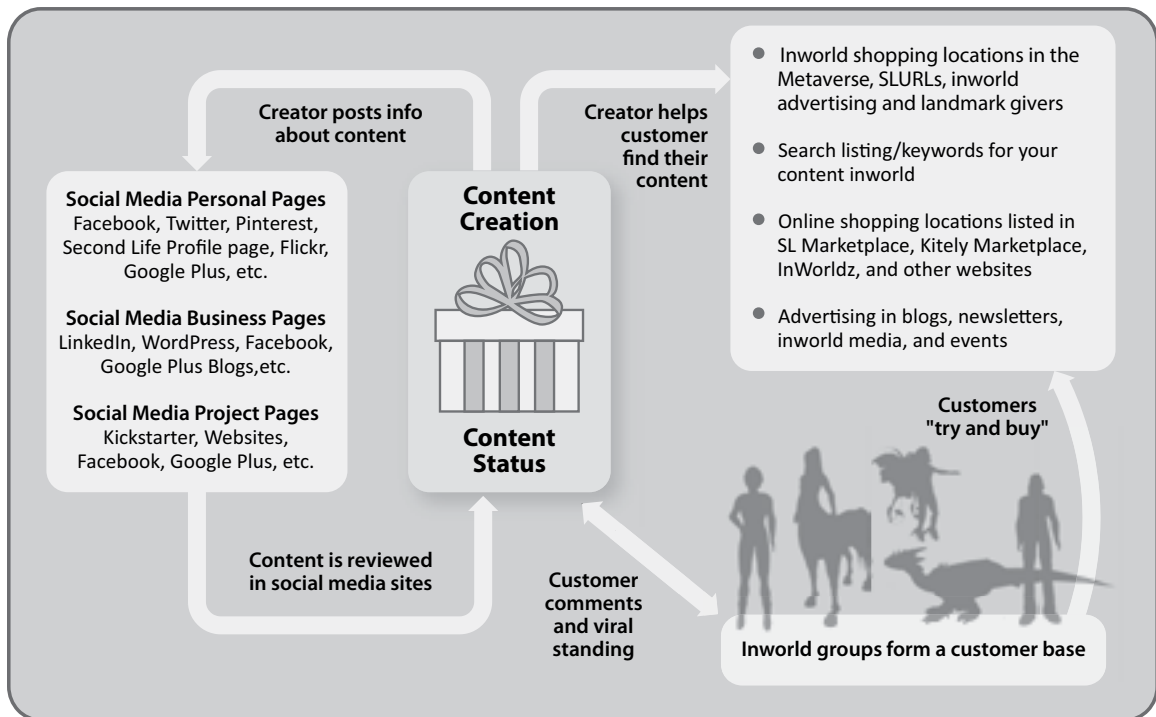 Creator posts info
about content
Creator helps
customer
find their
content
Social Media Personal Pages
Facebook, Twitter, Pinterest,
Second Life Profile page, Flickr,
Google Plus, etc.
Social Media Business Pages
LinkedIn, WordPress, Facebook,
Google Plus Blogs,etc.
Social Media Project Pages
Kickstarter, Websites,
Facebook, Google Plus, etc.
Content
Creation
Content
Status
• Inworld shopping locations in the
Metaverse, SLURLs, inworld
advertising and landmark givers
• Search listing/keywords for your
content inworld
• Online shopping locations listed in
SL Marketplace, Kitely Marketplace,
InWorldz, and other websites
• Advertising in blogs, newsletters,
inworld media, and events
Customers
"try and buy"
Content is reviewed
in social media sites
Customer
comments
and viral
standing
Inworld groups form a customer base